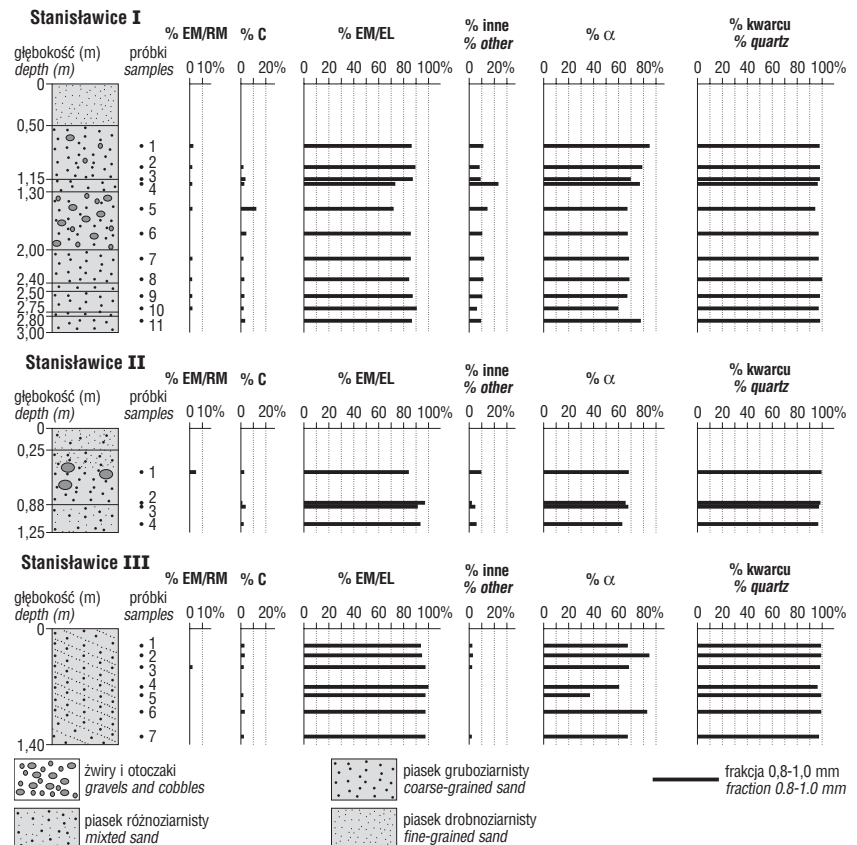 Stanisławice I
% EM/RM % C % EM/EL % inne % α % kwarcu
% other % quartz
głębokość (m) próbki
depth (m) samples
0 10% 0 20% 0 20 40 60 80 100% 0 20% 0 20 40 60 80% 0 20 40 60 80 100%
0
0,50
1,15
1,30
2,00
2,40
2,50
2,75
2,80
3,00
1
2
3
4
5
6
7
8
9
10
11
Stanisławice II
% EM/RM % C % EM/EL % inne % α % kwarcu
% other % quartz
głębokość (m) próbki
depth (m) samples
0 10% 0 20% 0 20 40 60 80 100% 0 20% 0 20 40 60 80% 0 20 40 60 80 100%
0
0,25
0,88
1,25
1
2
3
4
Stanisławice III
% EM/RM % C % EM/EL % inne % α % kwarcu
% other % quartz
głębokość (m) próbki
depth (m) samples
0 10% 0 20% 0 20 40 60 80 100% 0 20% 0 20 40 60 80% 0 20 40 60 80 100%
0
1,40
1
2
3
4
5
6
7
żwiry i otoczaki
gravels and cobbles
piasek różnoziarnisty
mixted sand
piasek gruboziarnisty
coarse-grained sand
piasek drobnoziarnisty
fine-grained sand
frakcja 0,8-1,0 mm
fraction 0.8-1.0 mm